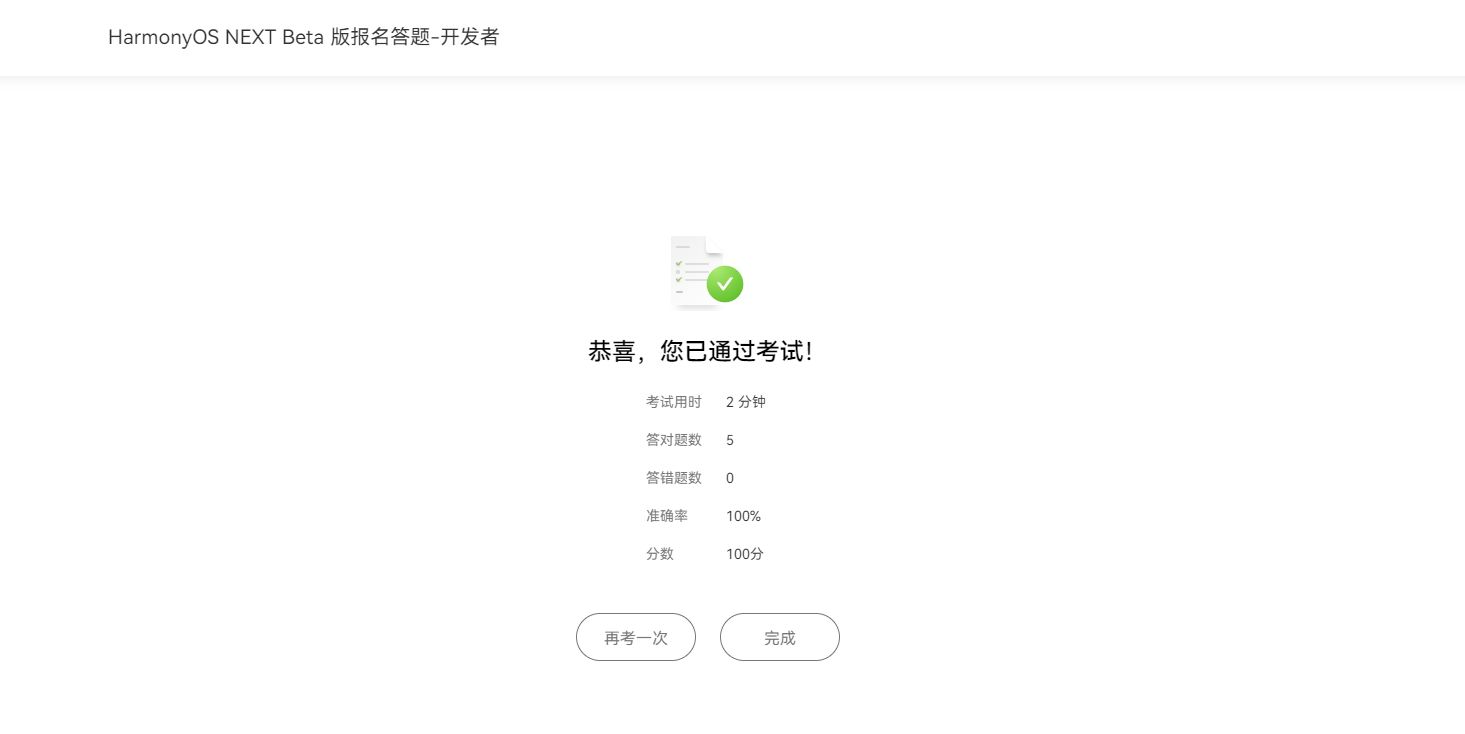 HarmonyOS NEXT Beta 版报名答题-开发者
恭喜，您已通过考试！
考试用时 2 分钟
答对题数 5
答错题数 0
准确率 100%
分数 100分
再考一次 完成